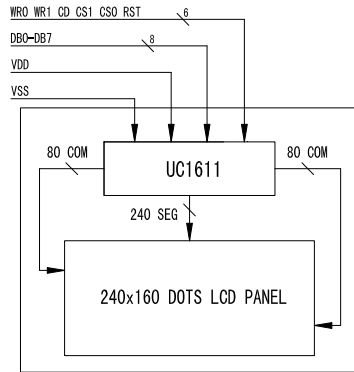 WR0 WR1 CD CS1 CS0 RST 6
DB0-DB7 8
VDD
VSS
80 COM 80 COM
UC1611
240 SEG
240x160 DOTS LCD PANEL